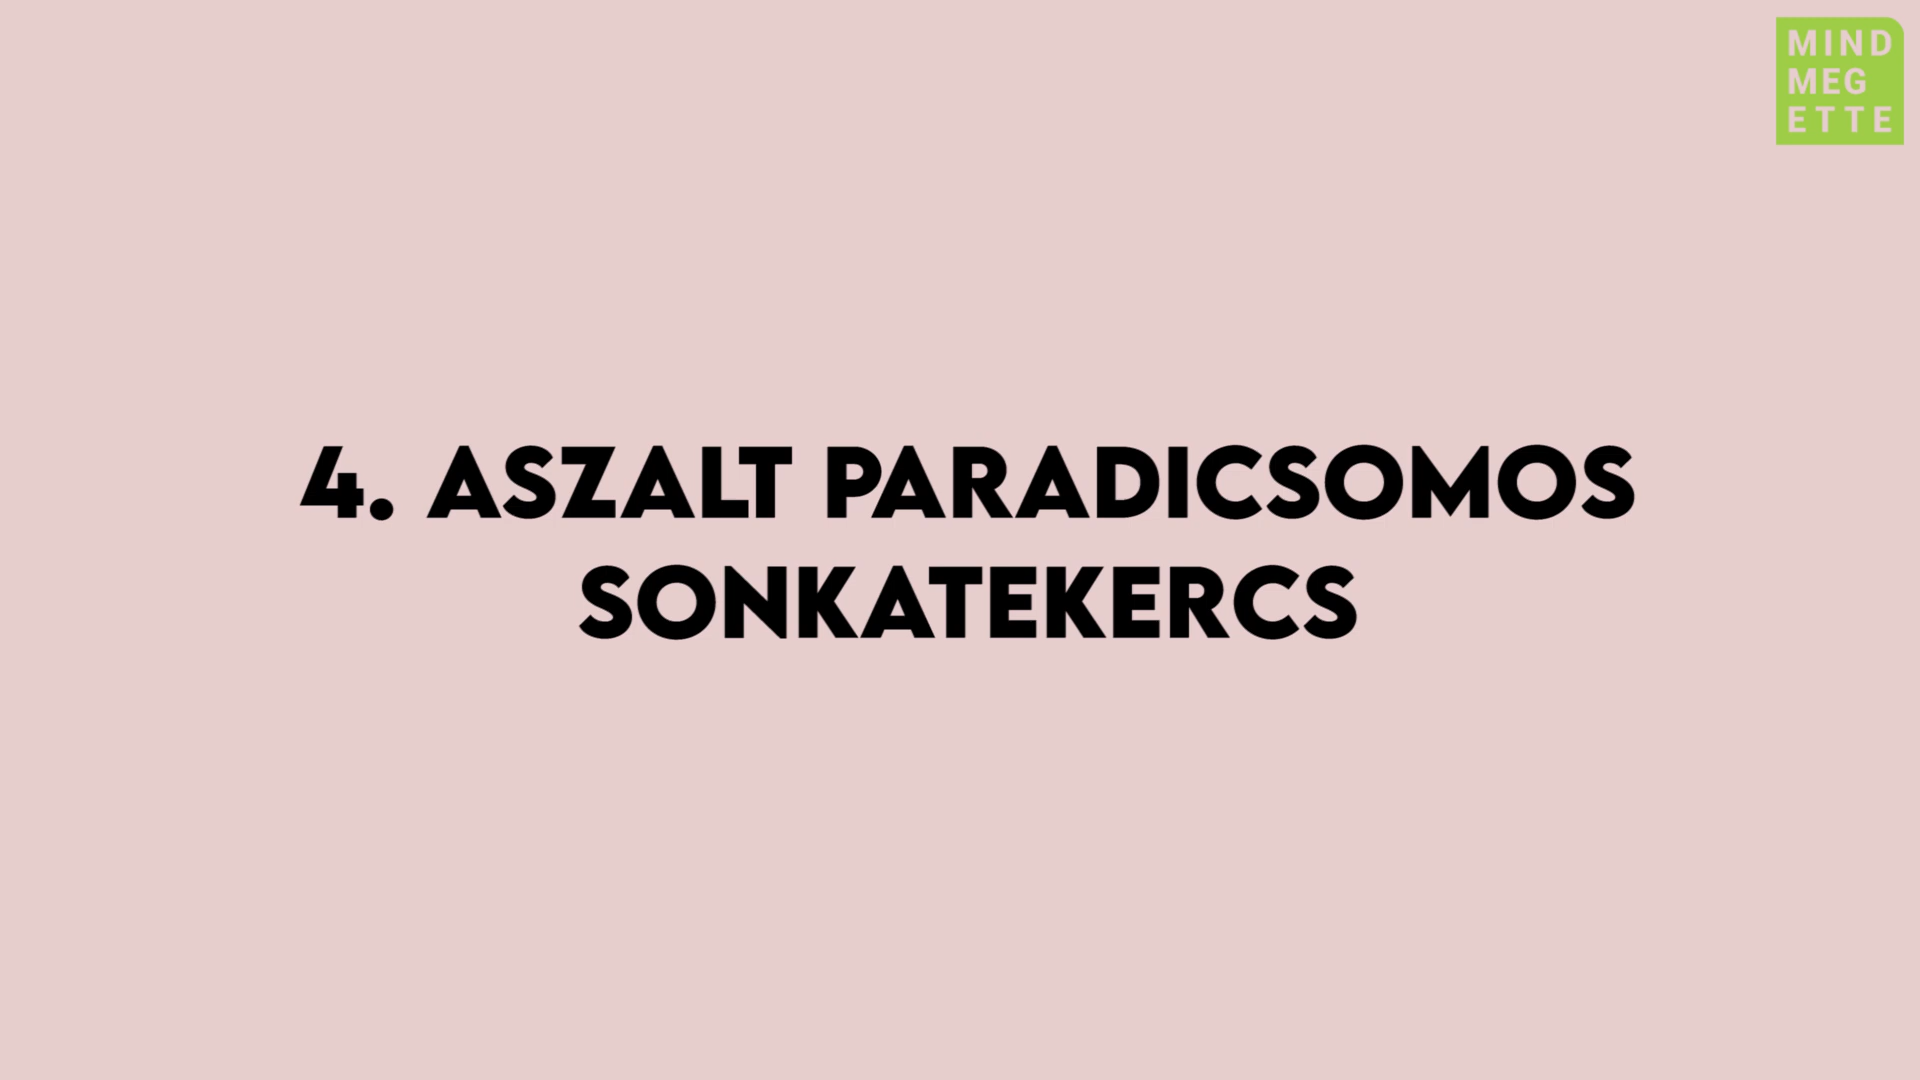 MIND
MEG
ETTE
4. ASZALT PARADICSOMOS
SONKATEKERCS